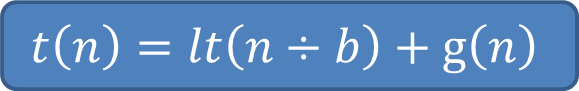 t(n) = lt(n ÷ b) + g(n)